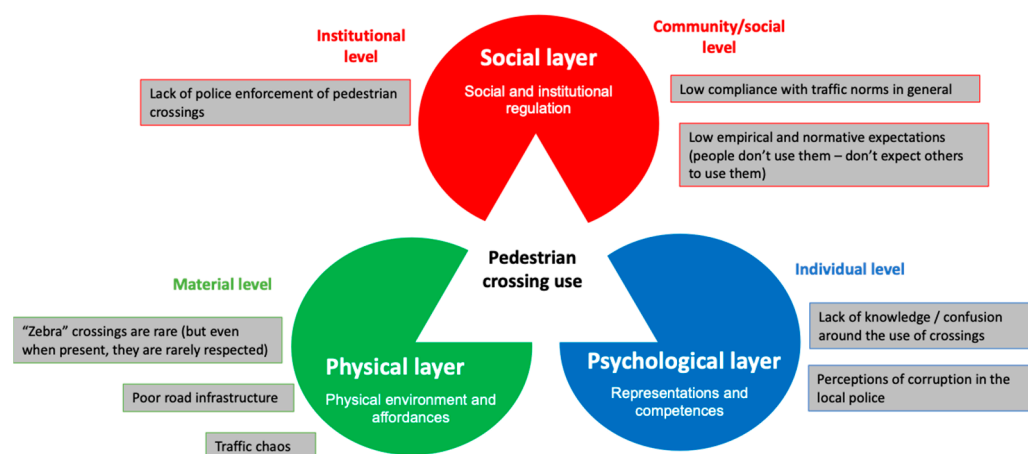 Institutional
level
Lack of police enforcement of pedestrian
crossings
Social layer
Social and institutional
regulation
Community/social
level
Low compliance with traffic norms in general
Low empirical and normative expectations
(people don’t use them – don’t expect others
to use them)
Pedestrian
crossing use
Material level
“Zebra” crossings are rare (but even
when present, they are rarely respected)
Poor road infrastructure
Traffic chaos
Physical layer
Physical environment and
affordances
Individual level
Lack of knowledge / confusion
around the use of crossings
Perceptions of corruption in the
local police
Psychological layer
Representations and
competences